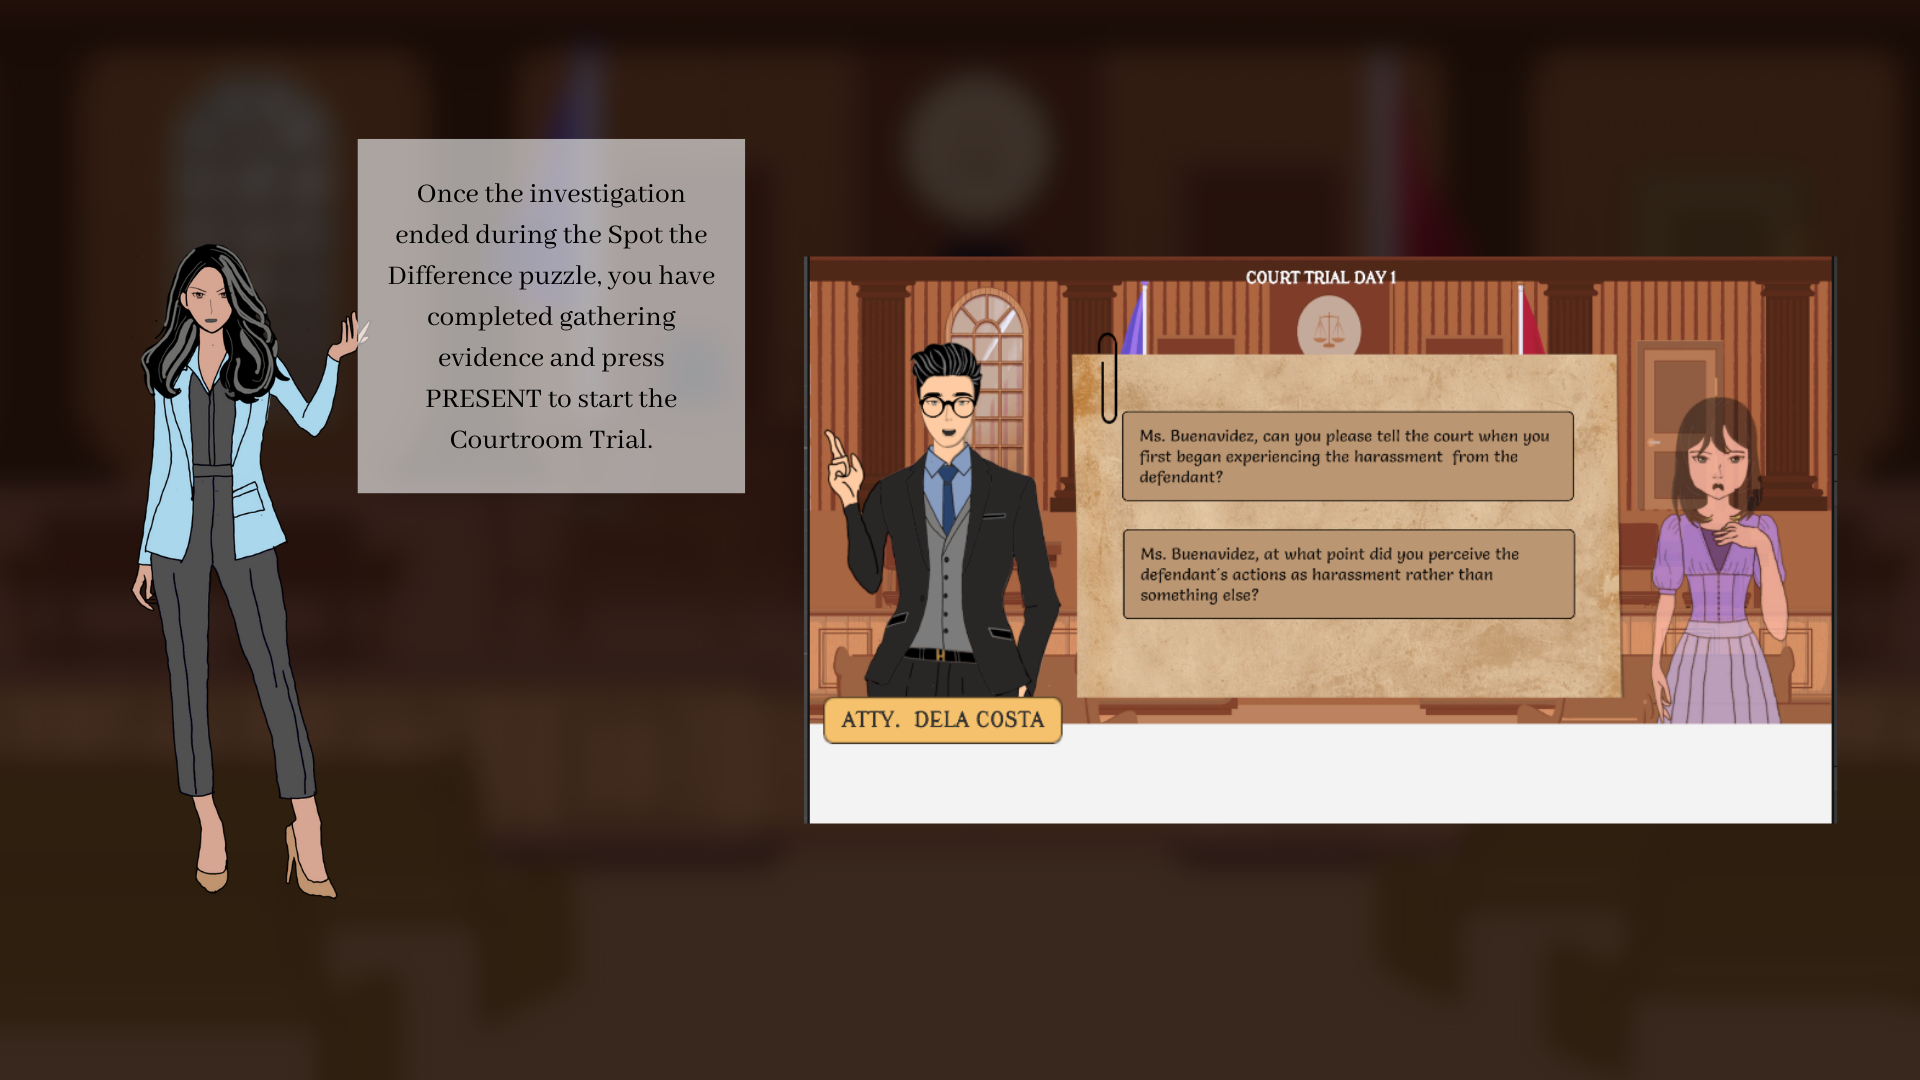 Once the investigation
ended during the Spot the
Difference puzzle, you have
completed gathering
evidence and press
PRESENT to start the
Courtroom Trial.
COURT TRIAL DAY 1
Ms. Buenavidez, can you please tell the court when you
first began experiencing the harassment from the
defendant?
Ms. Buenavidez, at what point did you perceive the
defendant's actions as harassment rather than
something else?
ATTY. DELA COSTA